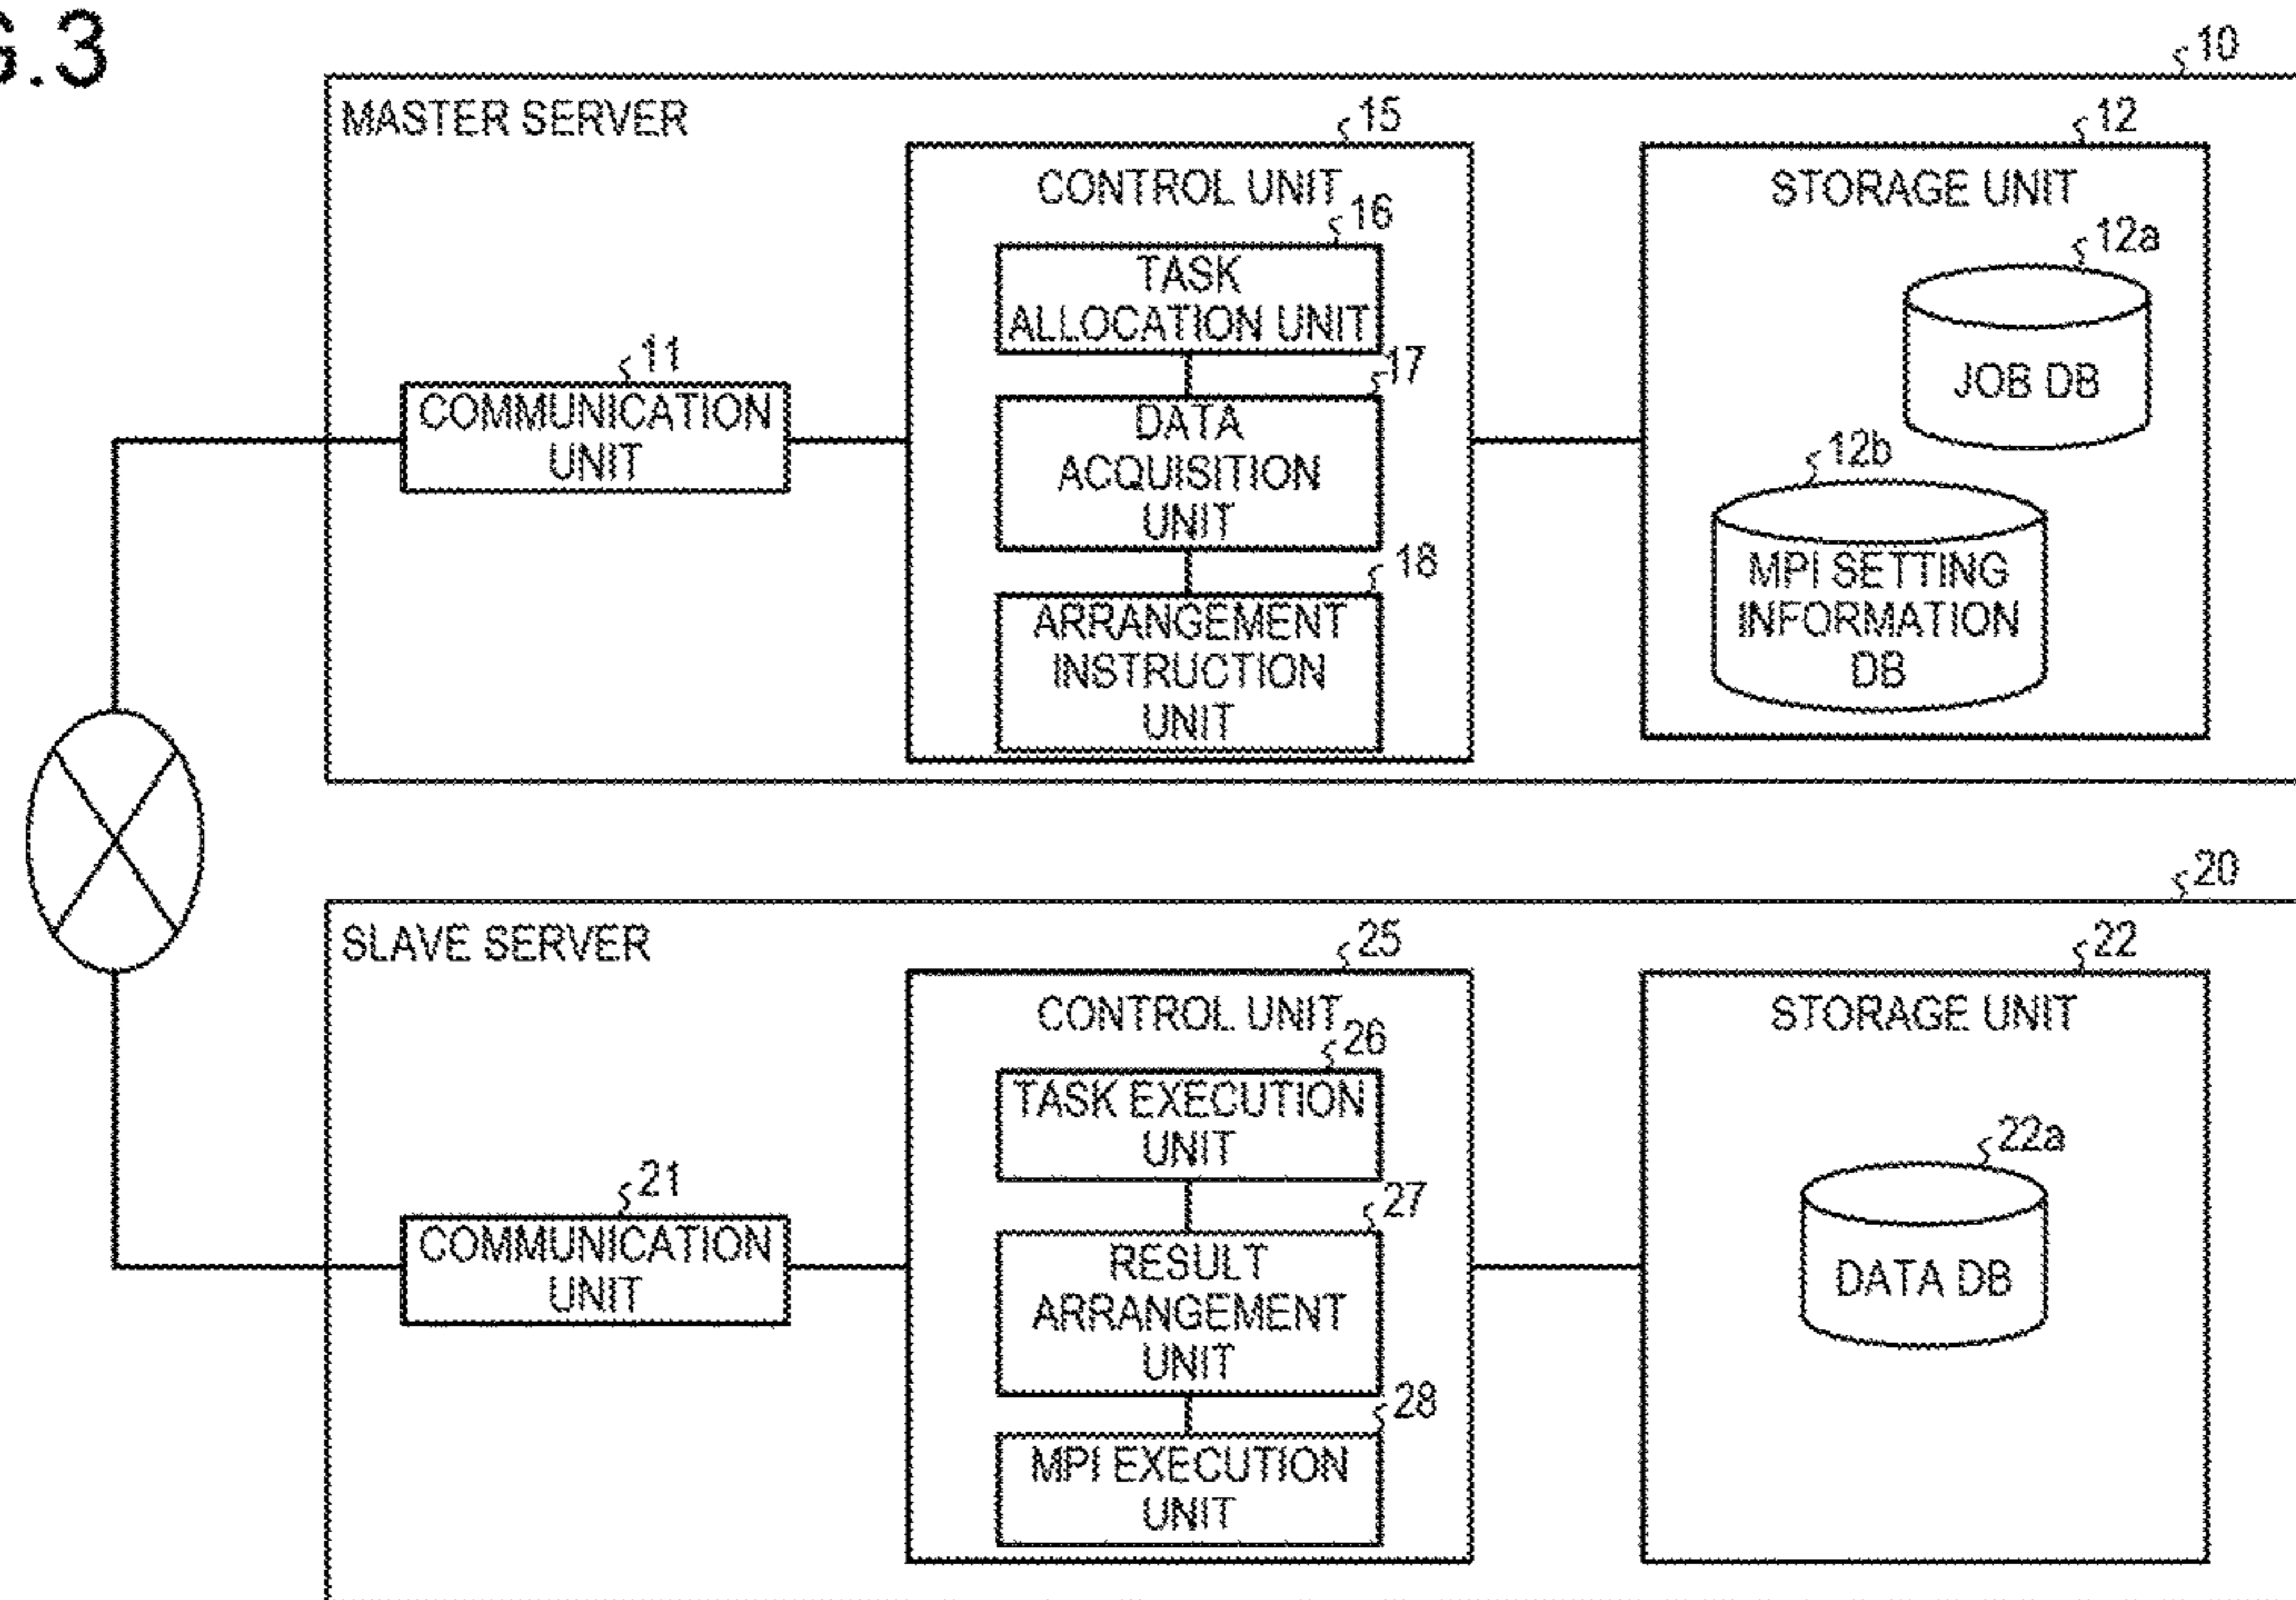 G.3
10
MASTER SERVER
15
CONTROL UNIT
16
TASK
ALLOCATION UNIT
17
DATA
ACQUISITION
UNIT
18
ARRANGEMENT
INSTRUCTION
UNIT
11
COMMUNICATION
UNIT
12
STORAGE UNIT
12a
JOB DB
12b
MPI SETTING
INFORMATION
DB
20
SLAVE SERVER
25
CONTROL UNIT
26
TASK EXECUTION
UNIT
27
RESULT
ARRANGEMENT
UNIT
28
MPI EXECUTION
UNIT
21
COMMUNICATION
UNIT
22
STORAGE UNIT
22a
DATA DB